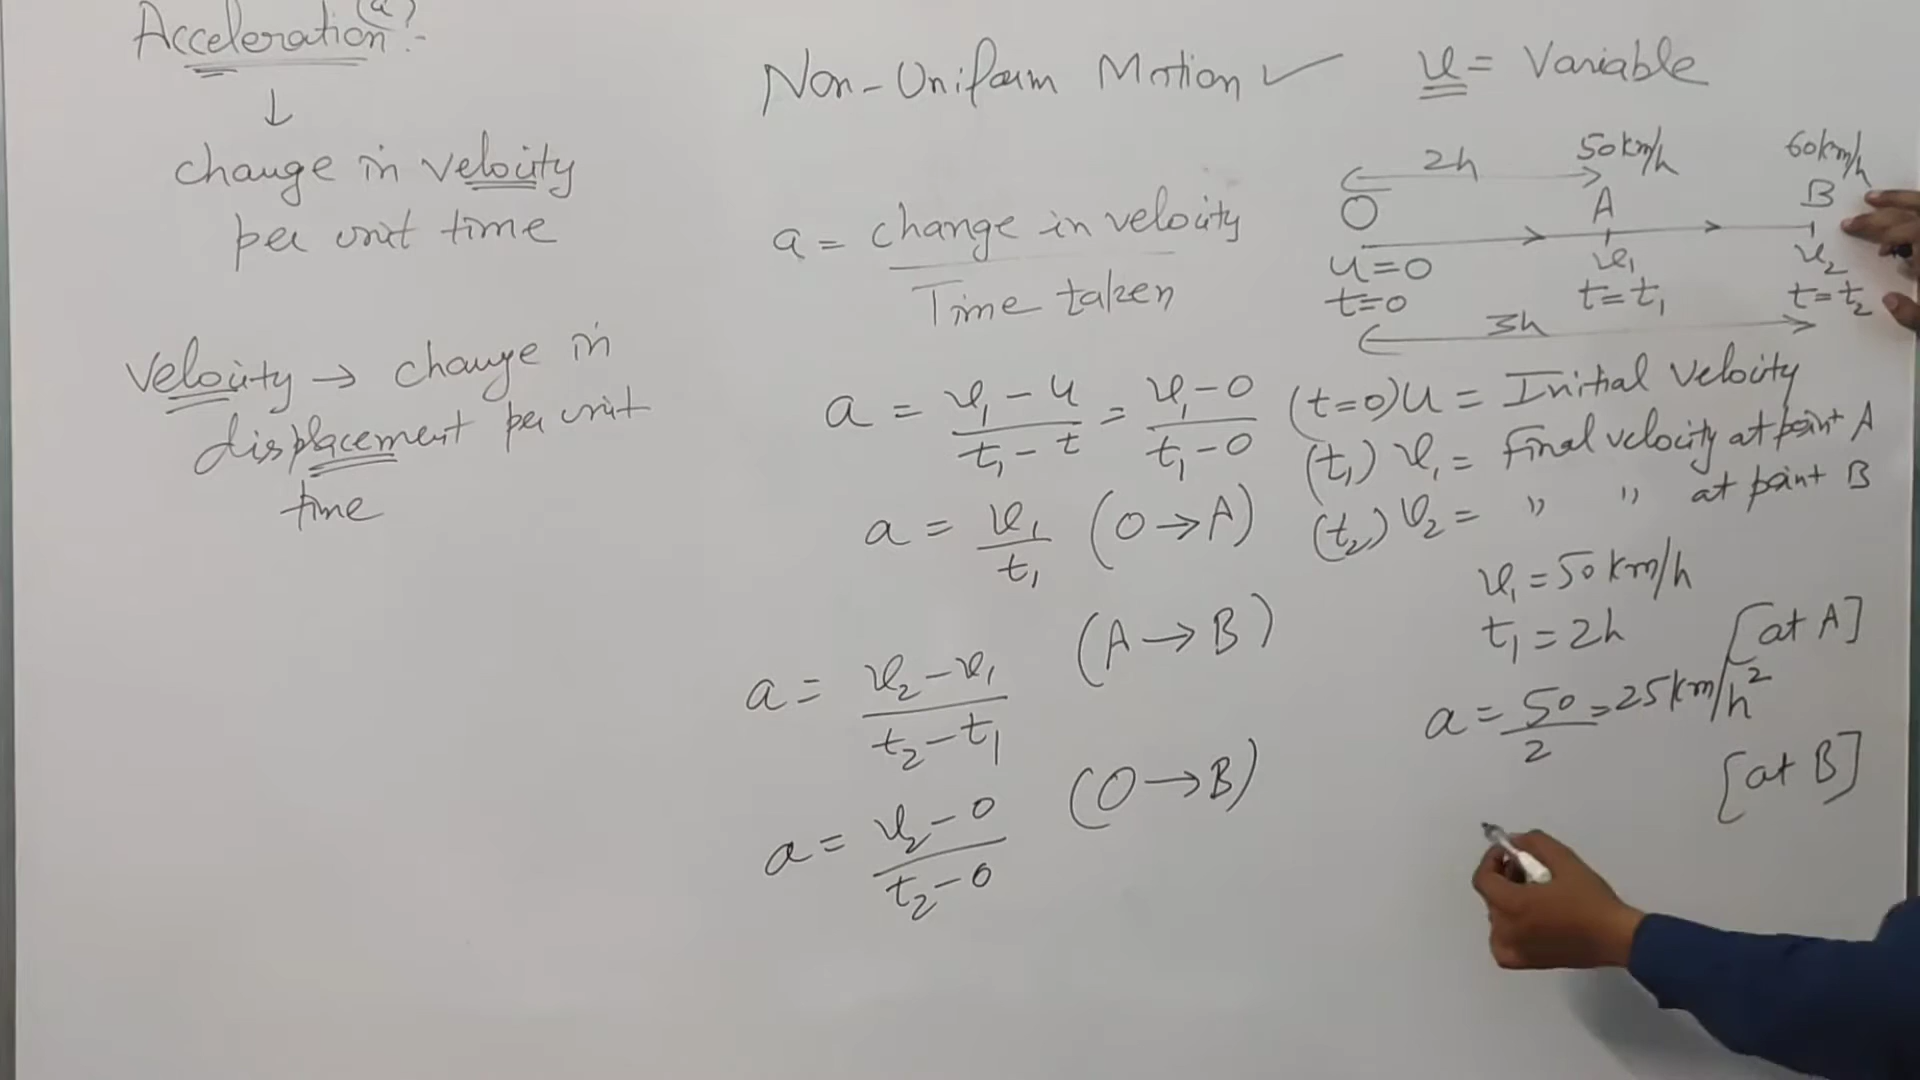 Acceleration (a) :-
↓
change in velocity
per unit time
Velocity → change in
displacement per unit
time
Non-Uniform Motion ✓
a = change in velocity
Time taken
a = v₁ - u / t₁ - t = v₁ - 0 / t₁ - 0
a = v₁ / t₁ (O → A)
a = v₂ - v₁ / t₂ - t₁ (A → B)
a = v₂ - 0 / t₂ - 0 (O → B)
v = Variable
2h 50km/h 60km/h
O A B
u=0 v₁ v₂
t=0 t=t₁ t=t₂
3h
(t=0) u = Initial Velocity
(t₁) v₁ = Final velocity at point A
(t₂) v₂ = " " at point B
v₁ = 50 km/h
t₁ = 2h [at A]
a = 50 / 2 = 25 km/h²
[at B]